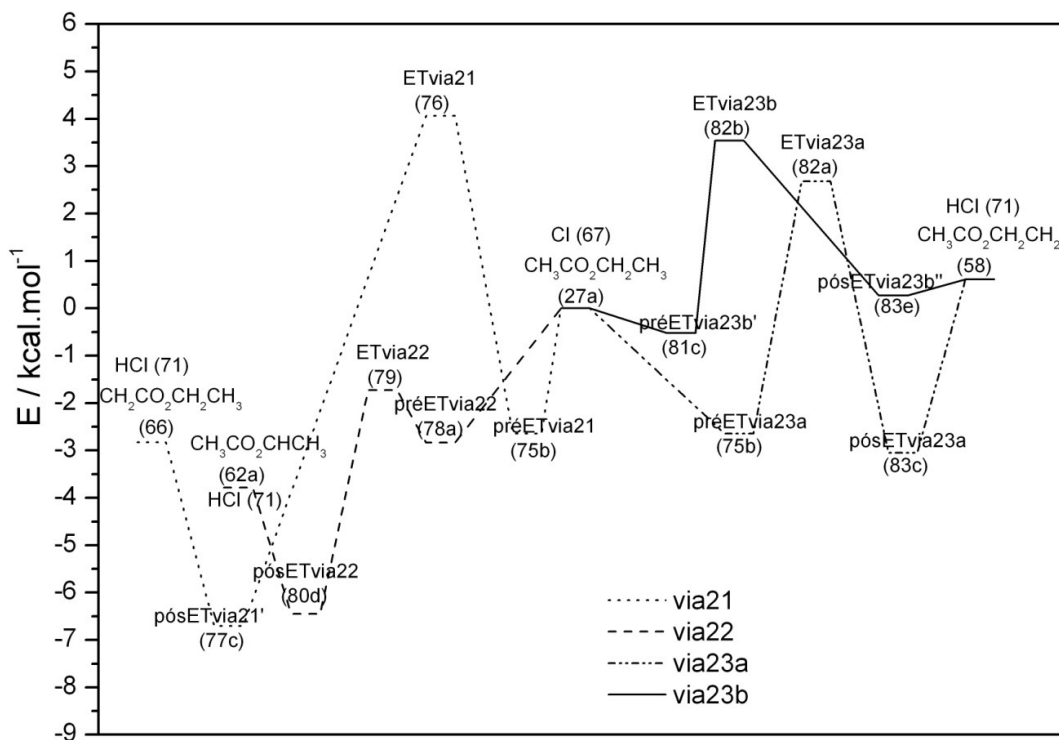 E / kcal.mol⁻¹
6
5
4
3
2
1
0
-1
-2
-3
-4
-5
-6
-7
-8
-9
ETvia21
(76)
ETvia23b
(82b)
ETvia23a
(82a)
HCl (71)
CH₃CO₂CH₂CH₂
(58)
Cl (67)
CH₃CO₂CH₂CH₃
(27a)
pósETvia23b''
(83e)
préETvia23b'
(81c)
ETvia22
(79)
HCl (71)
CH₂CO₂CH₂CH₃
(66)
préETvia22
(78a)
préETvia21
(75b)
préETvia23a
(75b)
pósETvia23a
(83c)
CH₃CO₂CHCH₃
(62a)
HCl (71)
pósETvia22
(80d)
pósETvia21'
(77c)
via21
via22
via23a
via23b